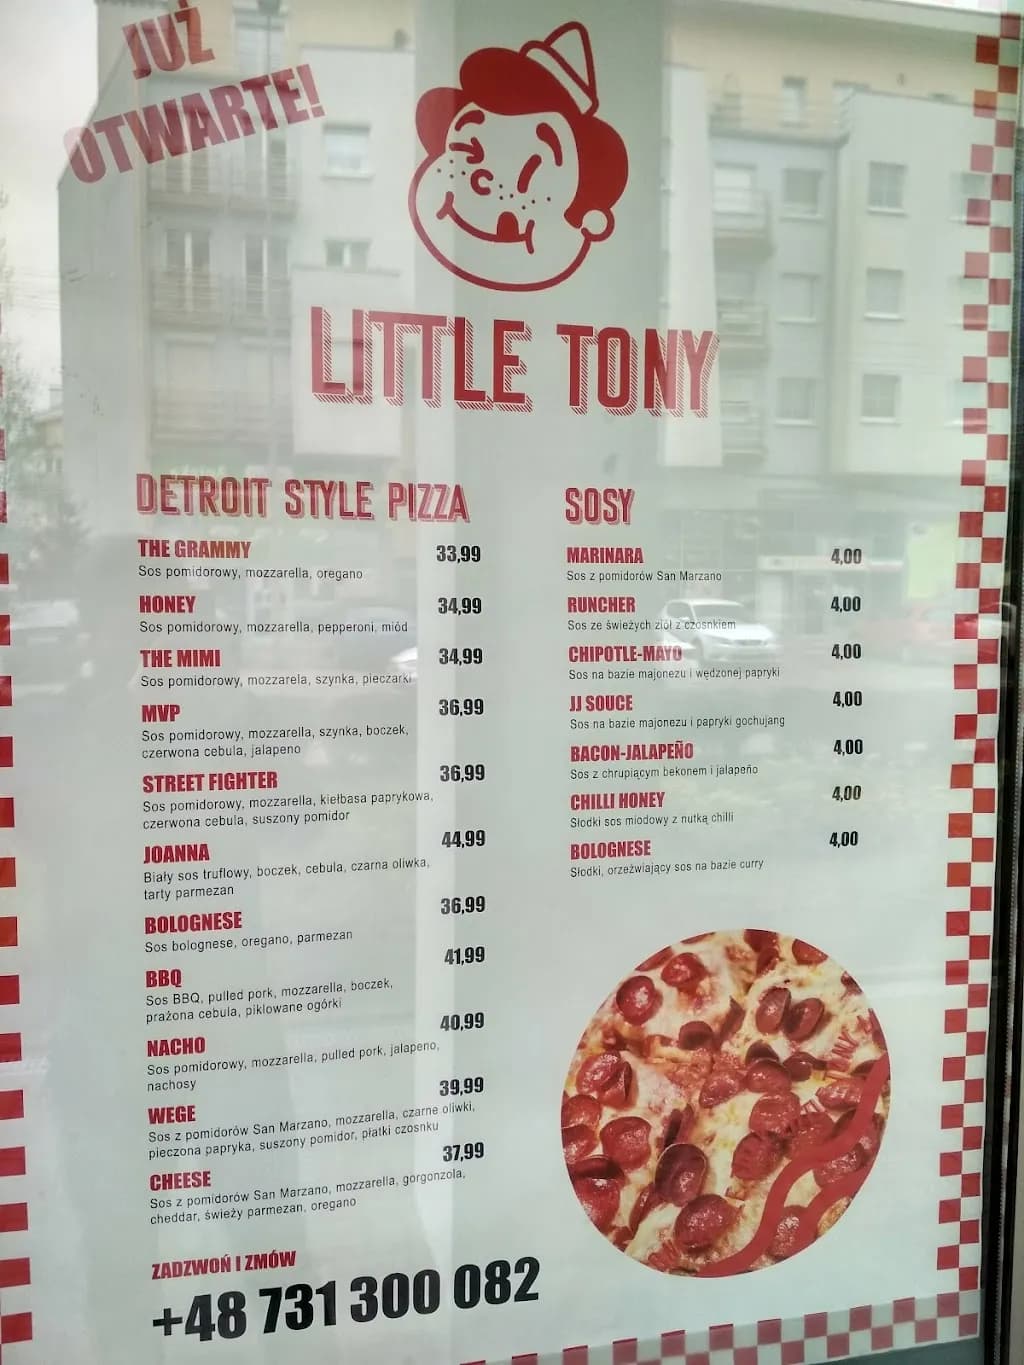 JUŻ
OTWARTE!
LITTLE TONY
DETROIT STYLE PIZZA
THE GRAMMY 33,99
Sos pomidorowy, mozzarella, oregano
HONEY 34,99
Sos pomidorowy, mozzarella, pepperoni, miód
THE MIMI 34,99
Sos pomidorowy, mozzarela, szynka, pieczarki
MVP 36,99
Sos pomidorowy, mozzarella, szynka, boczek,
czerwona cebula, jalapeno
STREET FIGHTER 36,99
Sos pomidorowy, mozzarella, kiełbasa paprykowa,
czerwona cebula, suszony pomidor
JOANNA 44,99
Biały sos truflowy, boczek, cebula, czarna oliwka,
tarty parmezan
BOLOGNESE 36,99
Sos bolognese, oregano, parmezan
BBQ 41,99
Sos BBQ, pulled pork, mozzarella, boczek,
prażona cebula, piklowane ogórki
NACHO 40,99
Sos pomidorowy, mozzarella, pulled pork, jalapeno,
nachosy
WEGE 39,99
Sos z pomidorów San Marzano, mozzarella, czarne oliwki,
pieczona papryka, suszony pomidor, płatki czosnku
CHEESE 37,99
Sos z pomidorów San Marzano, mozzarella, gorgonzola,
cheddar, świeży parmezan, oregano
ZADZWOŃ I ZMÓW
+48 731 300 082
SOSY
MARINARA 4,00
Sos z pomidorów San Marzano
RUNCHER 4,00
Sos ze świeżych ziół z czosnkiem
CHIPOTLE-MAYO 4,00
Sos na bazie majonezu i wędzonej papryki
JJ SOUCE 4,00
Sos na bazie majonezu i papryki gochujang
BACON-JALAPEÑO 4,00
Sos z chrupiącym bekonem i jalapeño
CHILLI HONEY 4,00
Słodki sos miodowy z nutką chilli
BOLOGNESE 4,00
Słodki, orzeźwiający sos na bazie curry